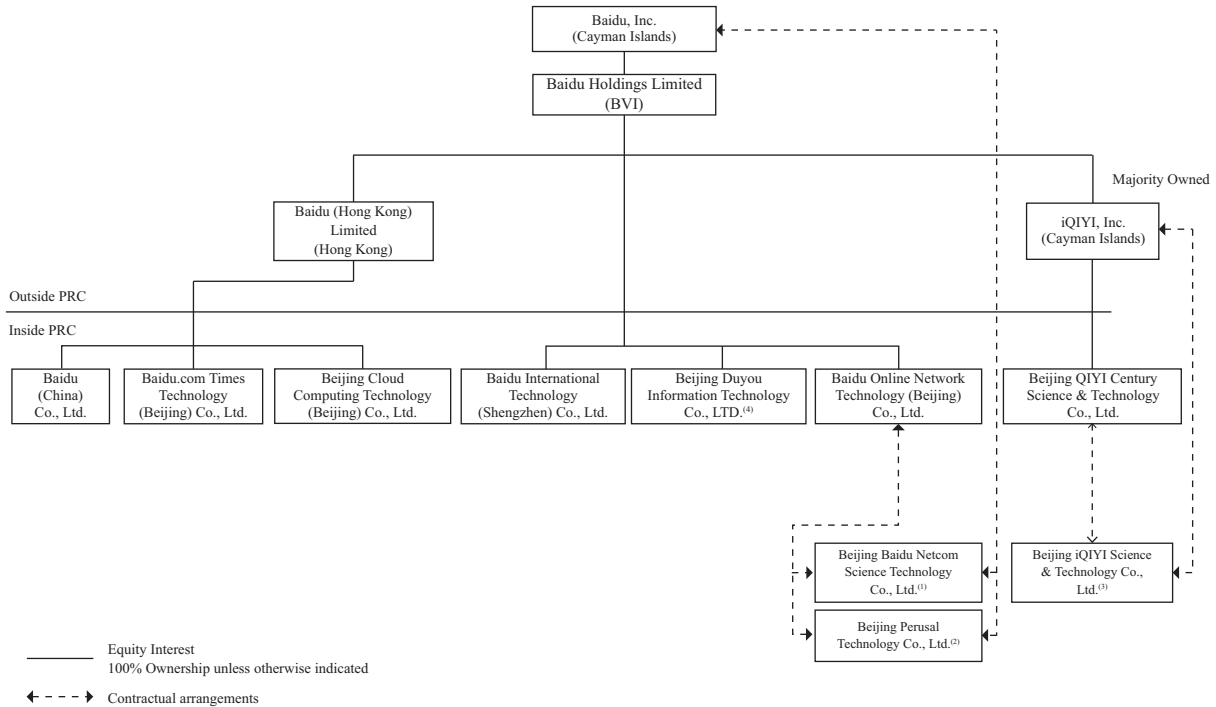 Baidu, Inc.
(Cayman Islands)
Baidu Holdings Limited
(BVI)
Majority Owned
Baidu (Hong Kong)
Limited
(Hong Kong)
iQIYI, Inc.
(Cayman Islands)
Outside PRC
Inside PRC
Baidu
(China)
Co., Ltd.
Baidu.com Times
Technology
(Beijing) Co., Ltd.
Beijing Cloud
Computing Technology
(Beijing) Co., Ltd.
Baidu International
Technology
(Shengzhen) Co., Ltd.
Beijing Duyou
Information Technology
Co., LTD.(4)
Baidu Online Network
Technology (Beijing)
Co., Ltd.
Beijing QIYI Century
Science & Technology
Co., Ltd.
Beijing Baidu Netcom
Science Technology
Co., Ltd.(1)
Beijing iQIYI Science
& Technology Co.,
Ltd.(3)
Beijing Perusal
Technology Co., Ltd.(2)
Equity Interest
100% Ownership unless otherwise indicated
Contractual arrangements